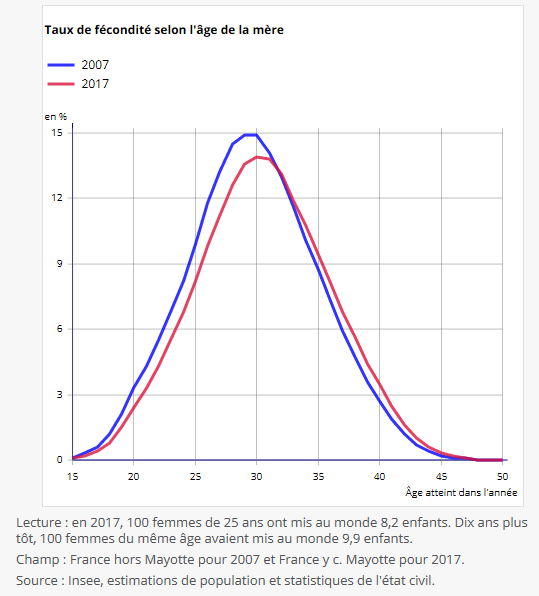 Taux de fécondité selon l'âge de la mère
2007
2017
en %
15
12
9
6
3
0
15 20 25 30 35 40 45 50
Âge atteint dans l'année
Lecture : en 2017, 100 femmes de 25 ans ont mis au monde 8,2 enfants. Dix ans plus
tôt, 100 femmes du même âge avaient mis au monde 9,9 enfants.
Champ : France hors Mayotte pour 2007 et France y c. Mayotte pour 2017.
Source : Insee, estimations de population et statistiques de l'état civil.